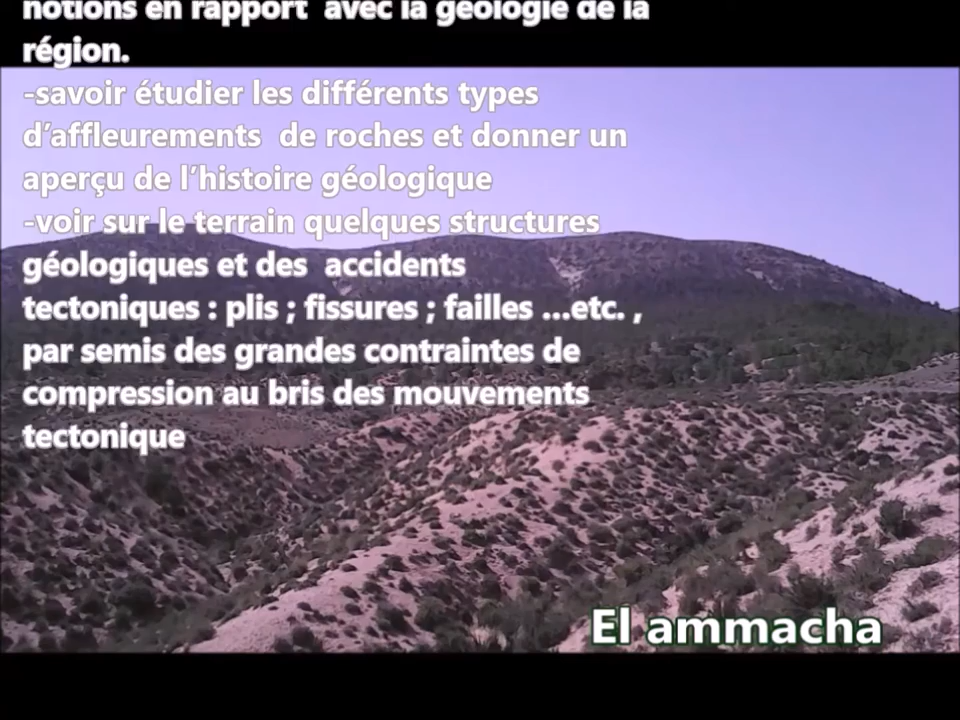 notions en rapport  avec la géologie de la
région.
-savoir étudier les différents types
d’affleurements  de roches et donner un
aperçu de l’histoire géologique
-voir sur le terrain quelques structures
géologiques et des  accidents
tectoniques : plis ; fissures ; failles ...etc. ,
par semis des grandes contraintes de
compression au bris des mouvements
tectonique
El ammacha